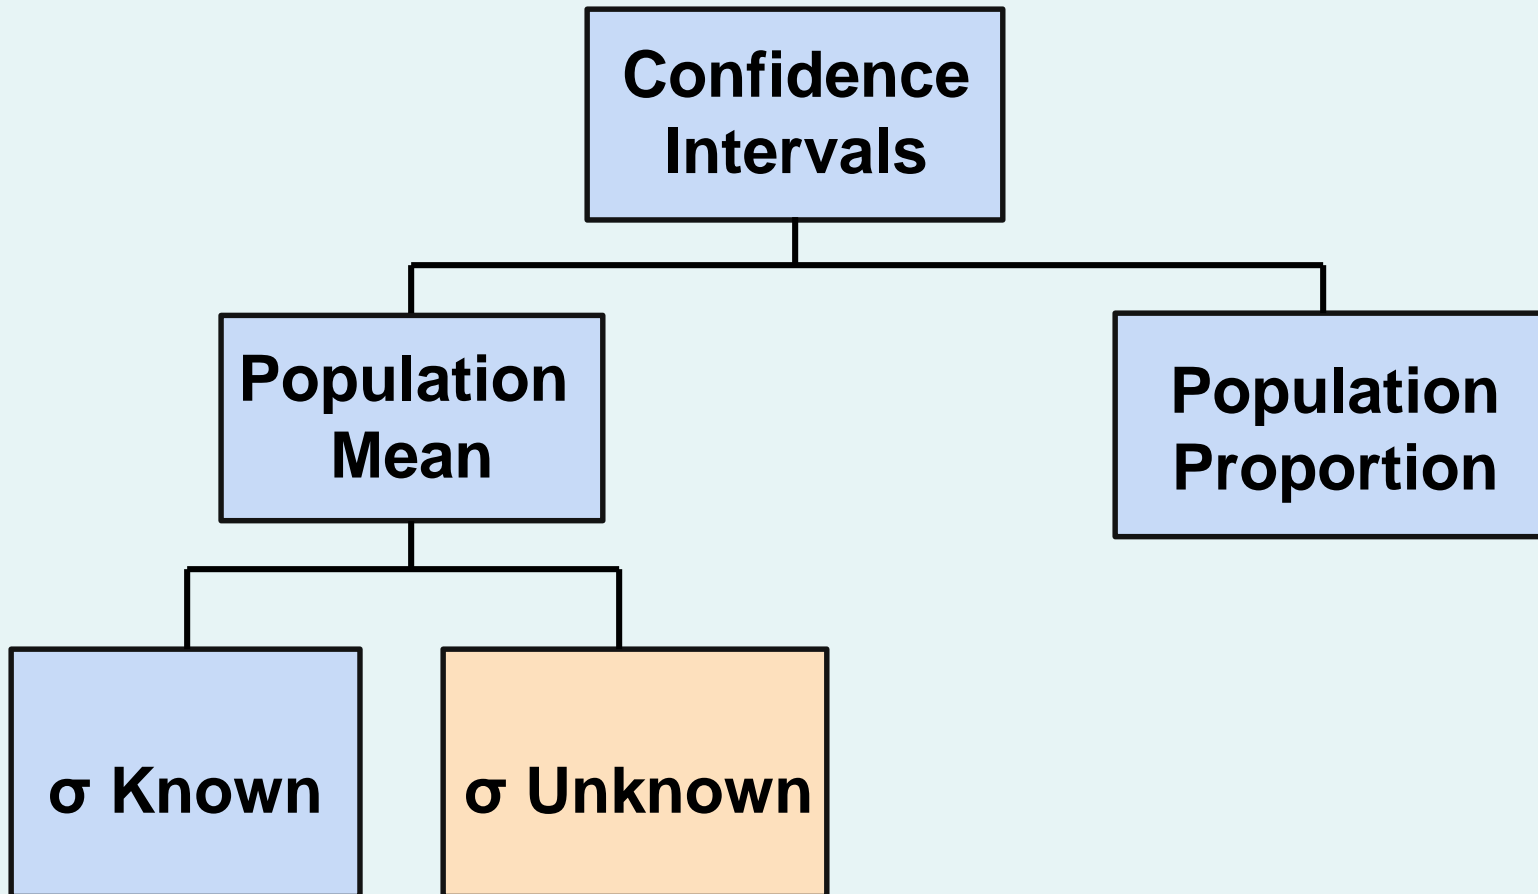 Confidence
Intervals
Population
Mean
Population
Proportion
σ Known
σ Unknown